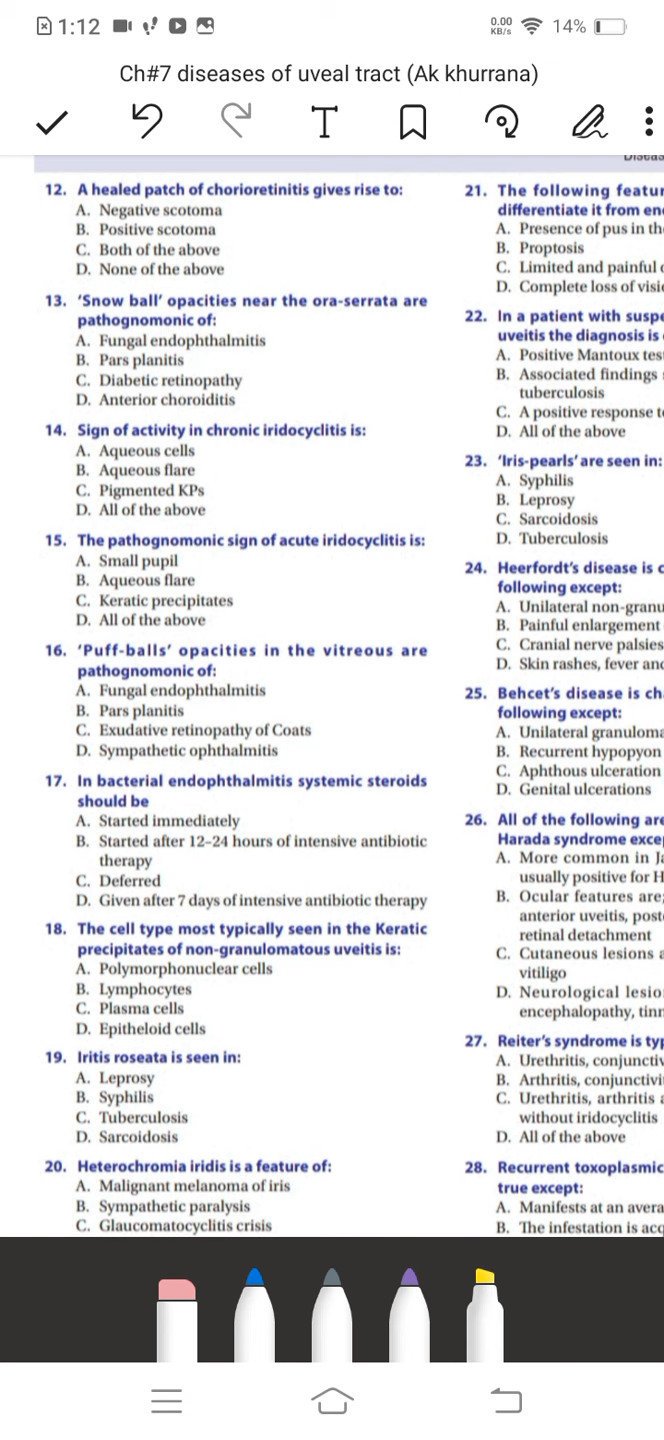 1:12
0.00
KB/s
14%
Ch#7 diseases of uveal tract (Ak khurrana)
T
12. A healed patch of chorioretinitis gives rise to:
A. Negative scotoma
B. Positive scotoma
C. Both of the above
D. None of the above
13. ‘Snow ball’ opacities near the ora-serrata are
pathognomonic of:
A. Fungal endophthalmitis
B. Pars planitis
C. Diabetic retinopathy
D. Anterior choroiditis
14. Sign of activity in chronic iridocyclitis is:
A. Aqueous cells
B. Aqueous flare
C. Pigmented KPs
D. All of the above
15. The pathognomonic sign of acute iridocyclitis is:
A. Small pupil
B. Aqueous flare
C. Keratic precipitates
D. All of the above
16. ‘Puff-balls’ opacities in the vitreous are
pathognomonic of:
A. Fungal endophthalmitis
B. Pars planitis
C. Exudative retinopathy of Coats
D. Sympathetic ophthalmitis
17. In bacterial endophthalmitis systemic steroids
should be
A. Started immediately
B. Started after 12–24 hours of intensive antibiotic
therapy
C. Deferred
D. Given after 7 days of intensive antibiotic therapy
18. The cell type most typically seen in the Keratic
precipitates of non-granulomatous uveitis is:
A. Polymorphonuclear cells
B. Lymphocytes
C. Plasma cells
D. Epitheloid cells
19. Iritis roseata is seen in:
A. Leprosy
B. Syphilis
C. Tuberculosis
D. Sarcoidosis
20. Heterochromia iridis is a feature of:
A. Malignant melanoma of iris
B. Sympathetic paralysis
C. Glaucomatocyclitis crisis
21. The following featur
differentiate it from en
A. Presence of pus in th
B. Proptosis
C. Limited and painful
D. Complete loss of visi
22. In a patient with suspe
uveitis the diagnosis is
A. Positive Mantoux tes
B. Associated findings
tuberculosis
C. A positive response t
D. All of the above
23. ‘Iris-pearls’ are seen in:
A. Syphilis
B. Leprosy
C. Sarcoidosis
D. Tuberculosis
24. Heerfordt’s disease is c
following except:
A. Unilateral non-granu
B. Painful enlargement
C. Cranial nerve palsies
D. Skin rashes, fever an
25. Behcet’s disease is ch
following except:
A. Unilateral granuloma
B. Recurrent hypopyon
C. Aphthous ulceration
D. Genital ulcerations
26. All of the following are
Harada syndrome exce
A. More common in Ja
usually positive for H
B. Ocular features are;
anterior uveitis, post
retinal detachment
C. Cutaneous lesions a
vitiligo
D. Neurological lesio
encephalopathy, tinn
27. Reiter’s syndrome is typ
A. Urethritis, conjunctiv
B. Arthritis, conjunctivi
C. Urethritis, arthritis a
without iridocyclitis
D. All of the above
28. Recurrent toxoplasmic
true except:
A. Manifests at an avera
B. The infestation is acq